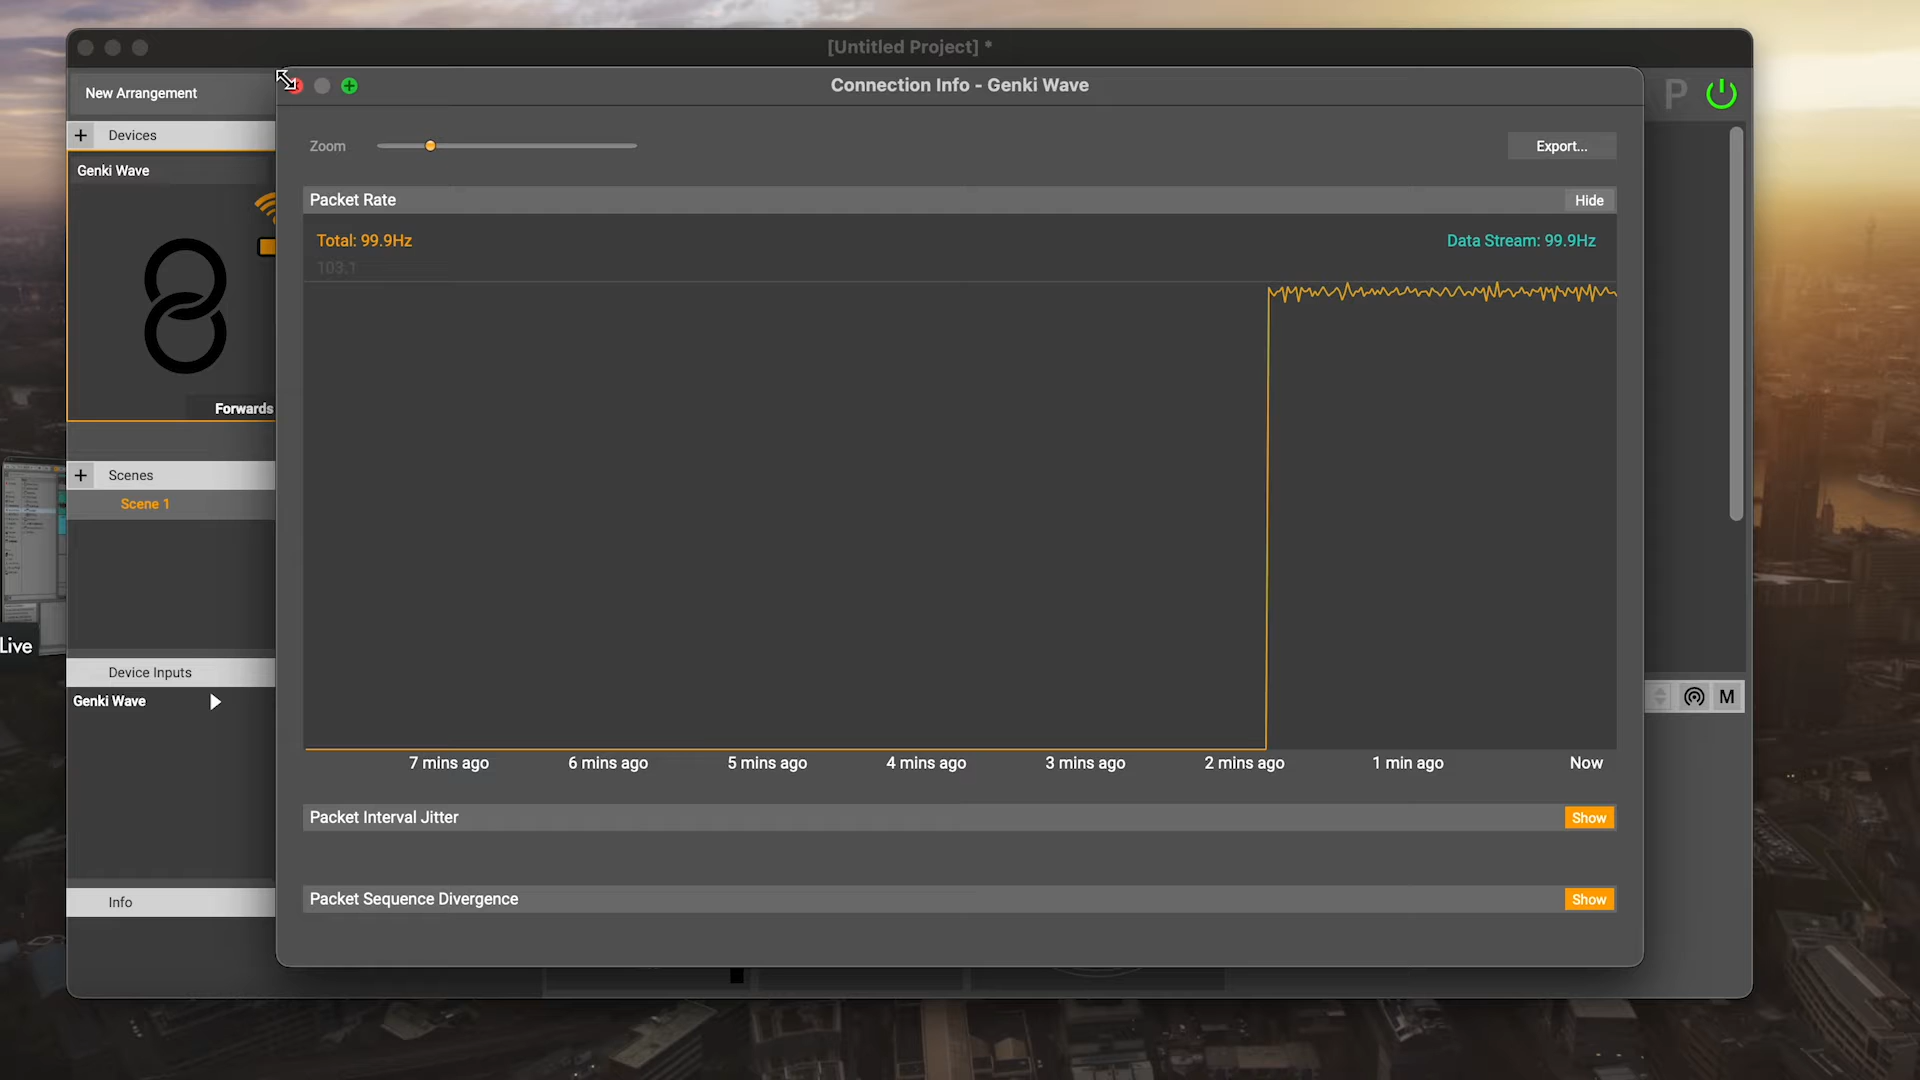 [Untitled Project] *
New Arrangement
Connection Info - Genki Wave
P
Devices
Zoom
Export...
Genki Wave
Packet Rate
Hide
Total: 99.9Hz
Data Stream: 99.9Hz
103.1
Forwards
Scenes
Scene 1
Live
Device Inputs
Genki Wave
M
7 mins ago
6 mins ago
5 mins ago
4 mins ago
3 mins ago
2 mins ago
1 min ago
Now
Packet Interval Jitter
Show
Packet Sequence Divergence
Show
Info